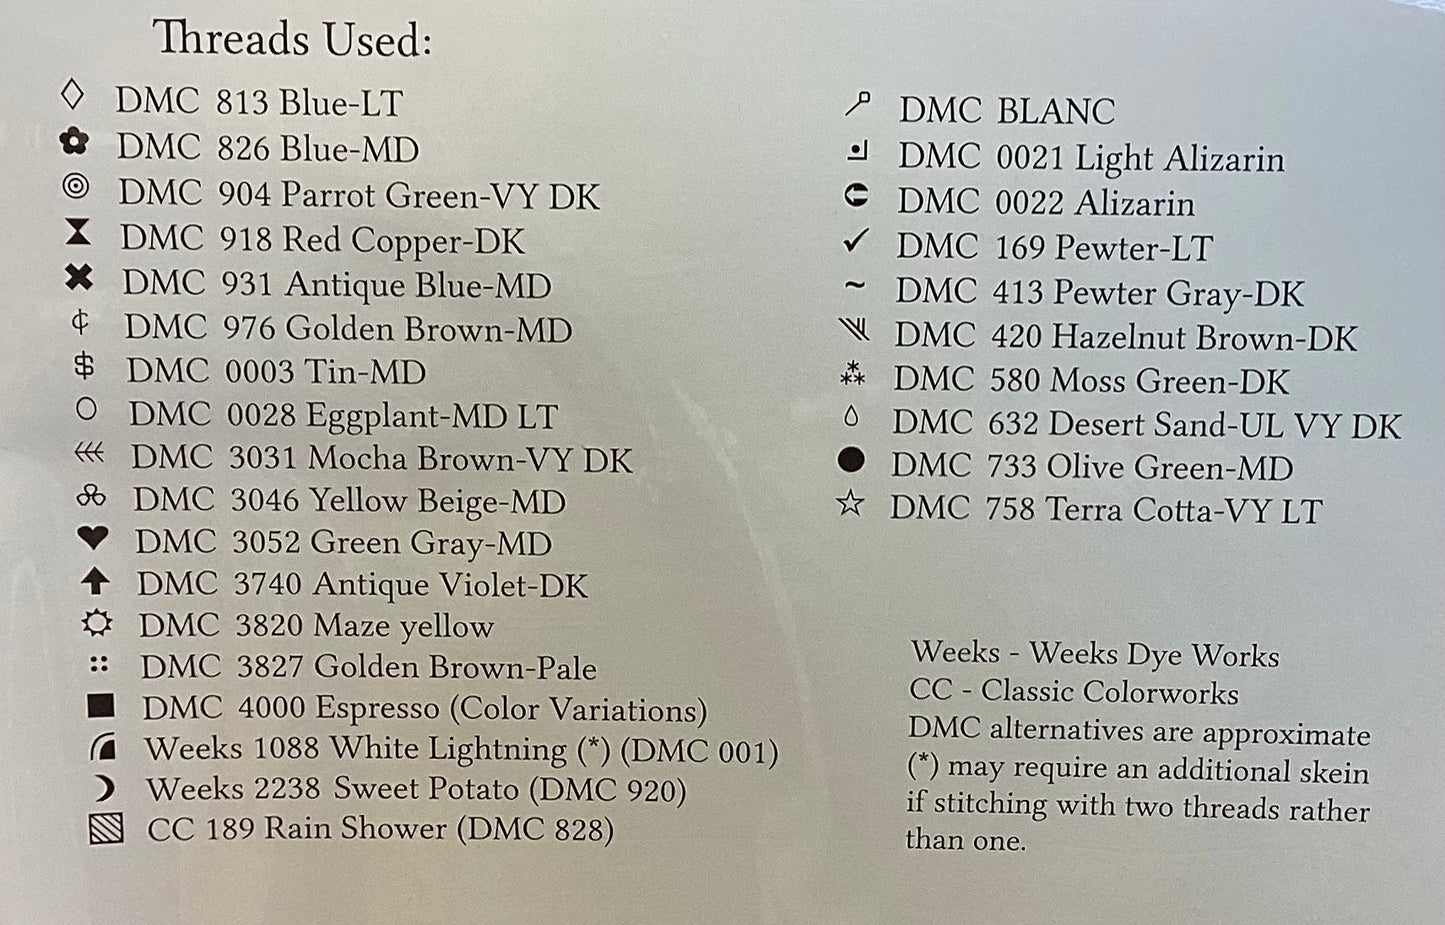 Threads Used:
DMC 813 Blue-LT
DMC 826 Blue-MD
DMC 904 Parrot Green-VY DK
DMC 918 Red Copper-DK
DMC 931 Antique Blue-MD
DMC 976 Golden Brown-MD
DMC 0003 Tin-MD
DMC 0028 Eggplant-MD LT
DMC 3031 Mocha Brown-VY DK
DMC 3046 Yellow Beige-MD
DMC 3052 Green Gray-MD
DMC 3740 Antique Violet-DK
DMC 3820 Maze yellow
DMC 3827 Golden Brown-Pale
DMC 4000 Espresso (Color Variations)
Weeks 1088 White Lightning (*) (DMC 001)
Weeks 2238 Sweet Potato (DMC 920)
CC 189 Rain Shower (DMC 828)
DMC BLANC
DMC 0021 Light Alizarin
DMC 0022 Alizarin
DMC 169 Pewter-LT
DMC 413 Pewter Gray-DK
DMC 420 Hazelnut Brown-DK
DMC 580 Moss Green-DK
DMC 632 Desert Sand-UL VY DK
DMC 733 Olive Green-MD
DMC 758 Terra Cotta-VY LT
Weeks - Weeks Dye Works
CC - Classic Colorworks
DMC alternatives are approximate
(*) may require an additional skein
if stitching with two threads rather
than one.